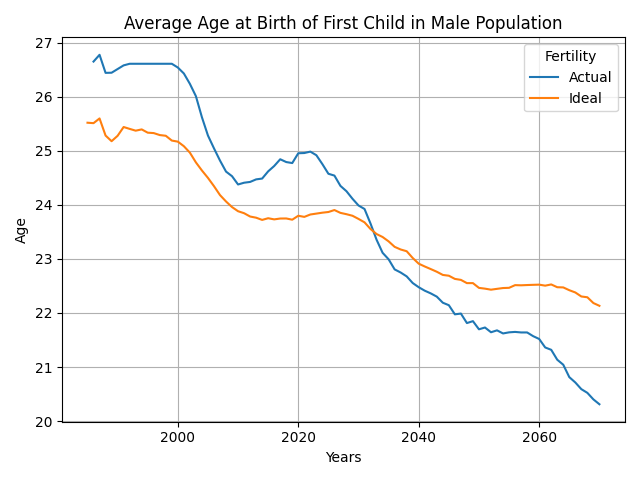 Average Age at Birth of First Child in Male Population
Fertility
Actual
Ideal
Age
27
26
25
24
23
22
21
20
2000 2020 2040 2060
Years